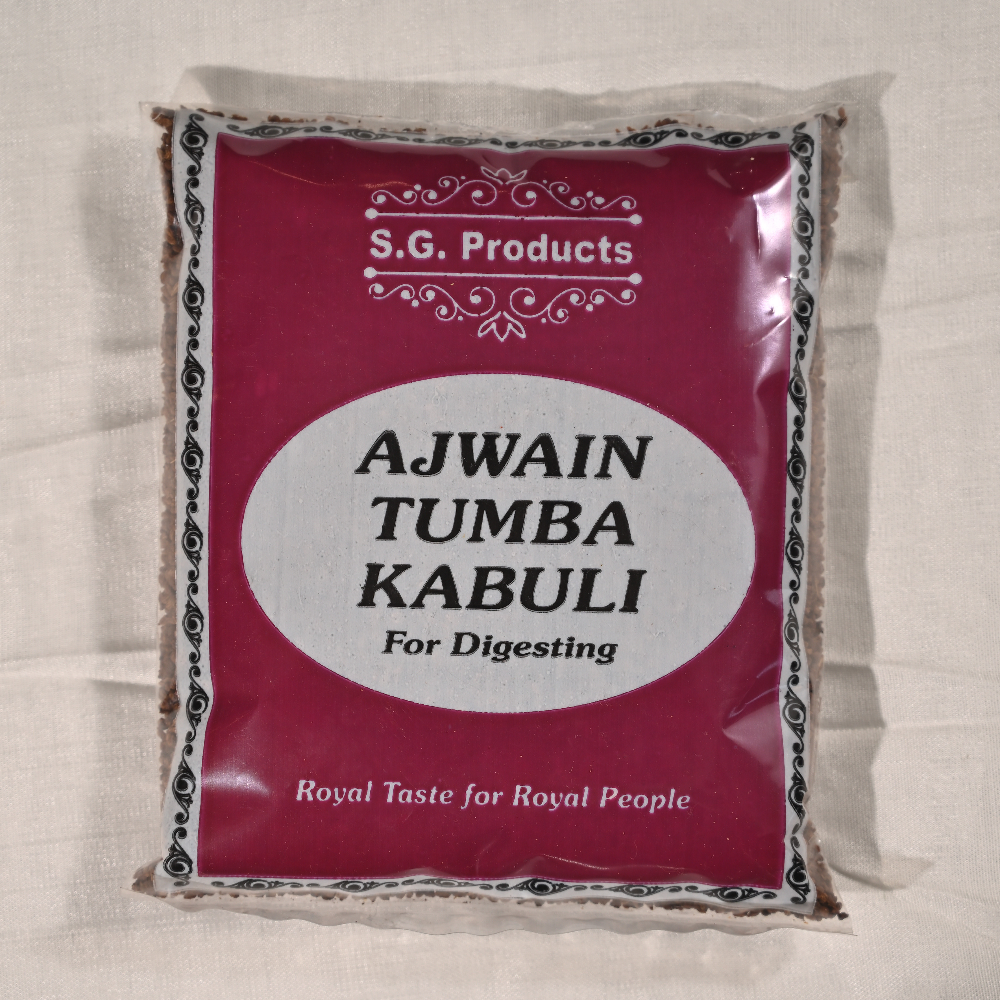 S.G. Products
AJWAIN
TUMBA
KABULI
For Digesting
Royal Taste for Royal People